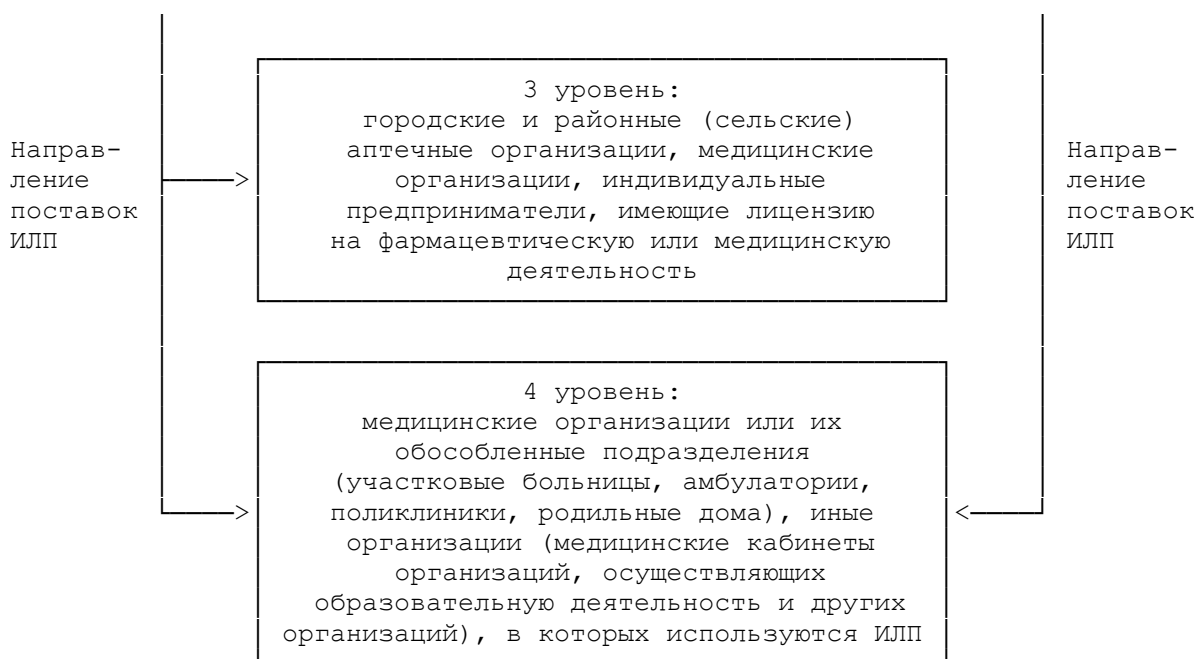 3 уровень:
городские и районные (сельские)
аптечные организации, медицинские
организации, индивидуальные
предприниматели, имеющие лицензию
на фармацевтическую или медицинскую
деятельность
Направ-
ление
поставок
ИЛП
Направ-
ление
поставок
ИЛП
4 уровень:
медицинские организации или их
обособленные подразделения
(участковые больницы, амбулатории,
поликлиники, родильные дома), иные
организации (медицинские кабинеты
организаций, осуществляющих
образовательную деятельность и других
организаций), в которых используются ИЛП